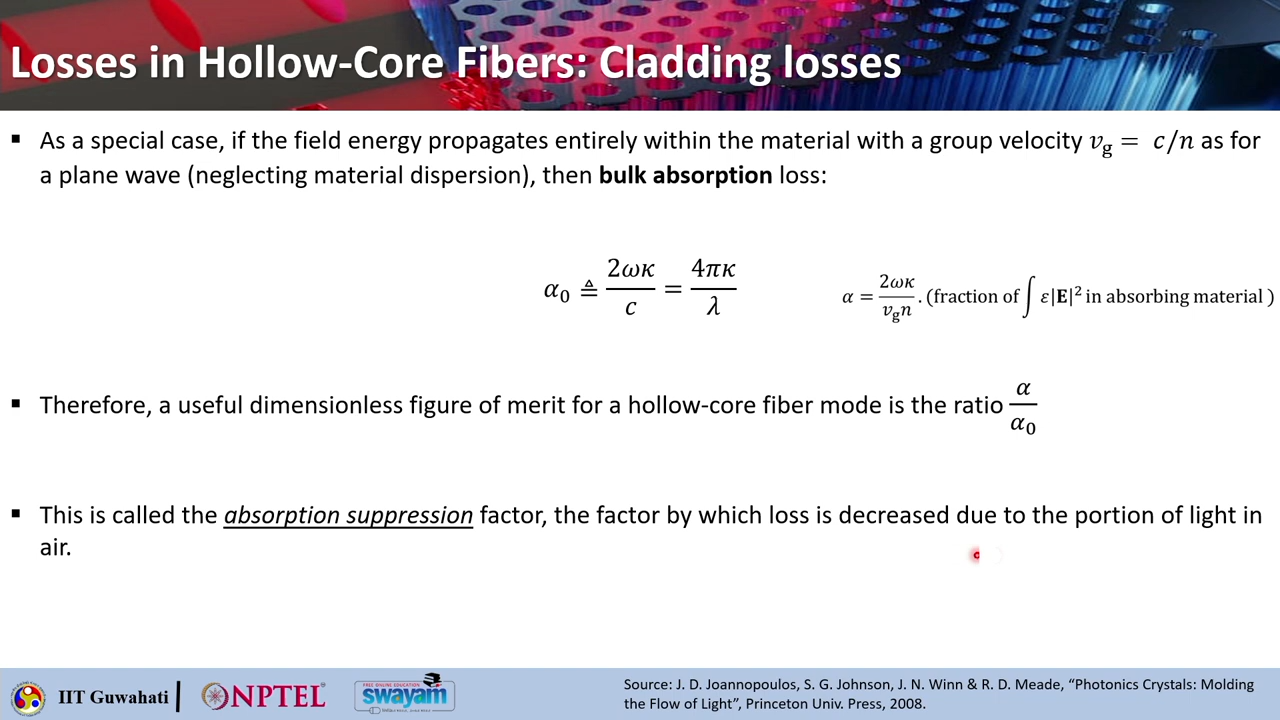 Losses in Hollow-Core Fibers: Cladding losses
▪ As a special case, if the field energy propagates entirely within the material with a group velocity v_g = c/n as for
a plane wave (neglecting material dispersion), then bulk absorption loss:
α₀ ≜ 2ωκ/c = 4πκ/λ
α = 2ωκ/(v_g n) . (fraction of ∫ ε|E|² in absorbing material )
▪ Therefore, a useful dimensionless figure of merit for a hollow-core fiber mode is the ratio α/α₀
▪ This is called the absorption suppression factor, the factor by which loss is decreased due to the portion of light in
air.
IIT Guwahati
NPTEL
FREE ONLINE EDUCATION
swayam
Source: J. D. Joannopoulos, S. G. Johnson, J. N. Winn & R. D. Meade, “Photonics Crystals: Molding
the Flow of Light”, Princeton Univ. Press, 2008.